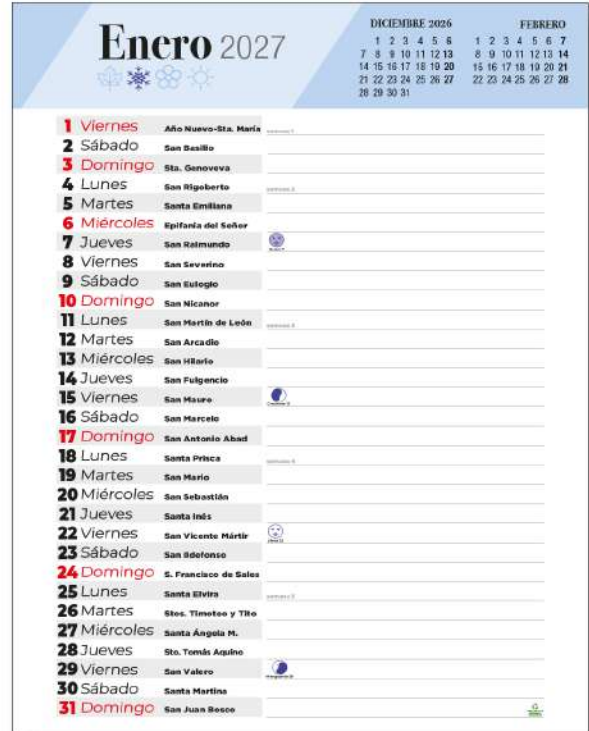 Enero 2027
DICIEMBRE 2026
1 2 3 4 5 6
7 8 9 10 11 12 13
14 15 16 17 18 19 20
21 22 23 24 25 26 27
28 29 30 31
FEBRERO
1 2 3 4 5 6 7
8 9 10 11 12 13 14
15 16 17 18 19 20 21
22 23 24 25 26 27 28
1 Viernes Año Nuevo-Sta. María
2 Sábado San Basilio
3 Domingo Sta. Genoveva
4 Lunes San Rigoberto
5 Martes Santa Emiliana
6 Miércoles Epifanía del Señor
7 Jueves San Raimundo
8 Viernes San Severino
9 Sábado San Eulogio
10 Domingo San Nicanor
11 Lunes San Martín de León
12 Martes San Arcadio
13 Miércoles San Hilario
14 Jueves San Fulgencio
15 Viernes San Mauro
16 Sábado San Marcelo
17 Domingo San Antonio Abad
18 Lunes Santa Prisca
19 Martes San Mario
20 Miércoles San Sebastián
21 Jueves Santa Inés
22 Viernes San Vicente Mártir
23 Sábado San Ildefonso
24 Domingo S. Francisco de Sales
25 Lunes Santa Elvira
26 Martes Stos. Timoteo y Tito
27 Miércoles Santa Ángela M.
28 Jueves Sto. Tomás Aquino
29 Viernes San Valero
30 Sábado Santa Martina
31 Domingo San Juan Bosco